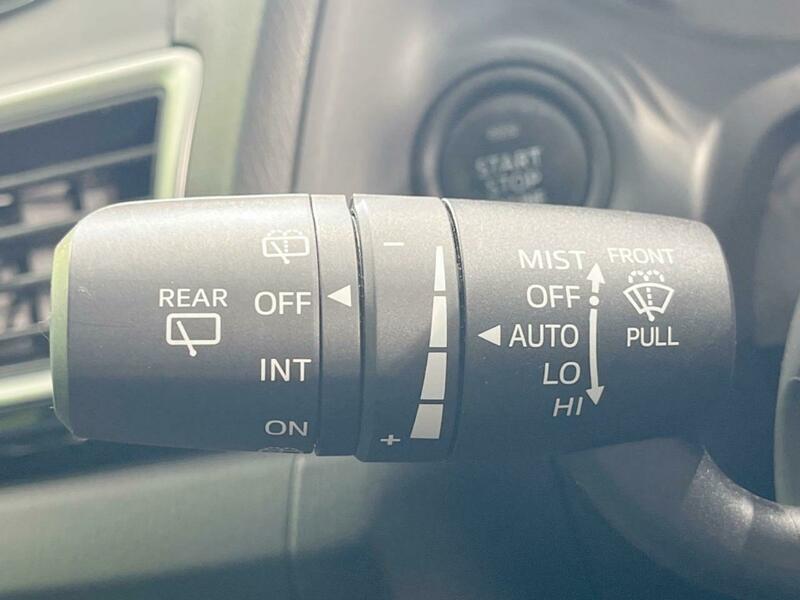 START
STOP
REAR
OFF
INT
ON
−
+
MIST
OFF
AUTO
LO
HI
FRONT
PULL